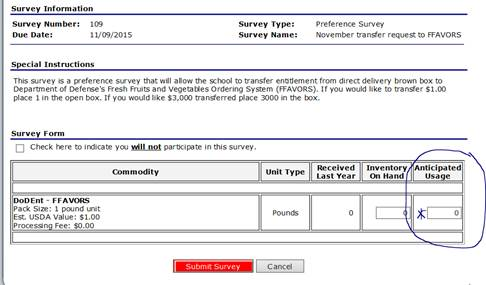 Survey Information
Survey Number: 109 Survey Type: Preference Survey
Due Date: 11/09/2015 Survey Name: November transfer request to FFAVORS
Special Instructions
This survey is a preference survey that will allow the school to transfer entitlement from direct delivery brown box to
Department of Defense's Fresh Fruits and Vegetables Ordering System (FFAVORS). If you would like to transfer $1.00
place 1 in the open box. If you would like $3,000 transferred place 3000 in the box.
Survey Form
Check here to indicate you will not participate in this survey.
Commodity Unit Type Received Last Year Inventory On Hand Anticipated Usage
DoDEnt - FFAVORS
Pack Size: 1 pound unit
Est. USDA Value: $1.00
Processing Fee: $0.00
Pounds 0 0 X 0
Submit Survey Cancel